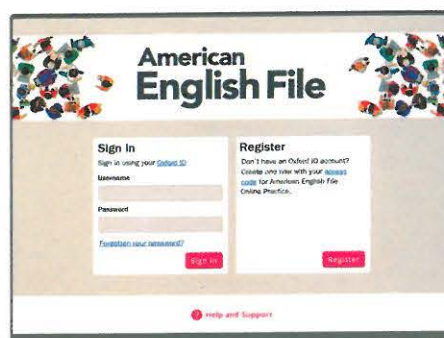 American
English File
Sign In
Sign in using your Oxford ID
Username
Password
Forgotten your password?
Sign in
Register
Don't have an Oxford ID account?
Create one now with your access
code for American English File
Online Practice.
Register
? Help and Support